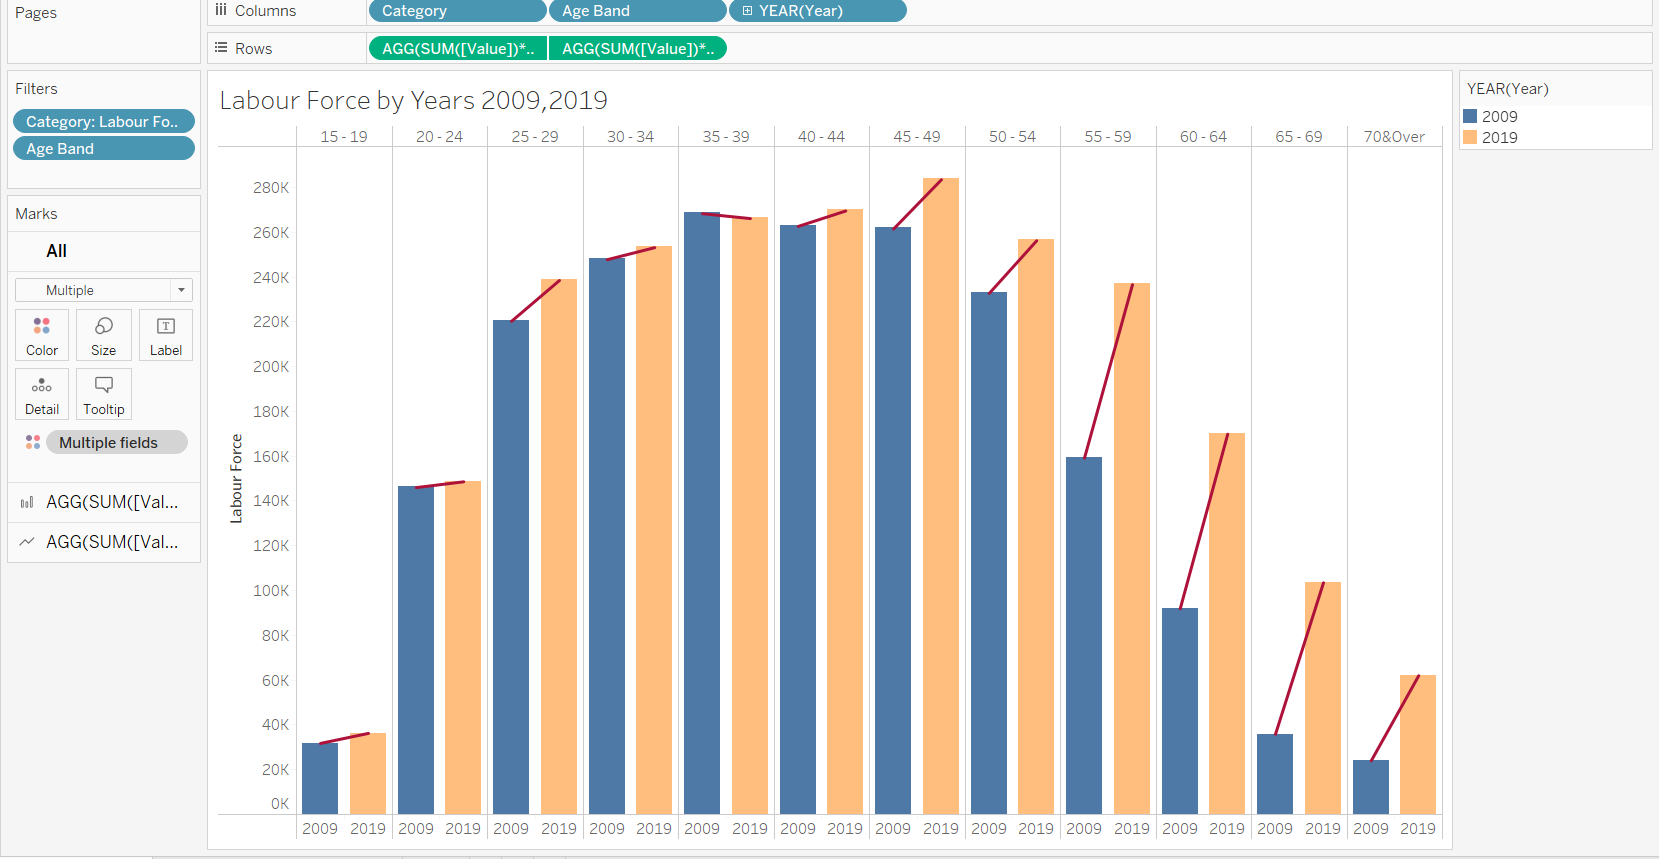 Pages
Columns
Category
Age Band
YEAR(Year)
Rows
AGG(SUM([Value])*..
AGG(SUM([Value])*..
Filters
Category: Labour Fo..
Age Band
Marks
All
Multiple
Color Size Label
Detail Tooltip
Multiple fields
AGG(SUM([Val...
AGG(SUM([Val...
Labour Force by Years 2009,2019
15 - 19 20 - 24 25 - 29 30 - 34 35 - 39 40 - 44 45 - 49 50 - 54 55 - 59 60 - 64 65 - 69 70&Over
280K
260K
240K
220K
200K
180K
160K
140K
120K
100K
80K
60K
40K
20K
0K
Labour Force
2009 2019 2009 2019 2009 2019 2009 2019 2009 2019 2009 2019 2009 2019 2009 2019 2009 2019 2009 2019 2009 2019 2009 2019
YEAR(Year)
2009
2019